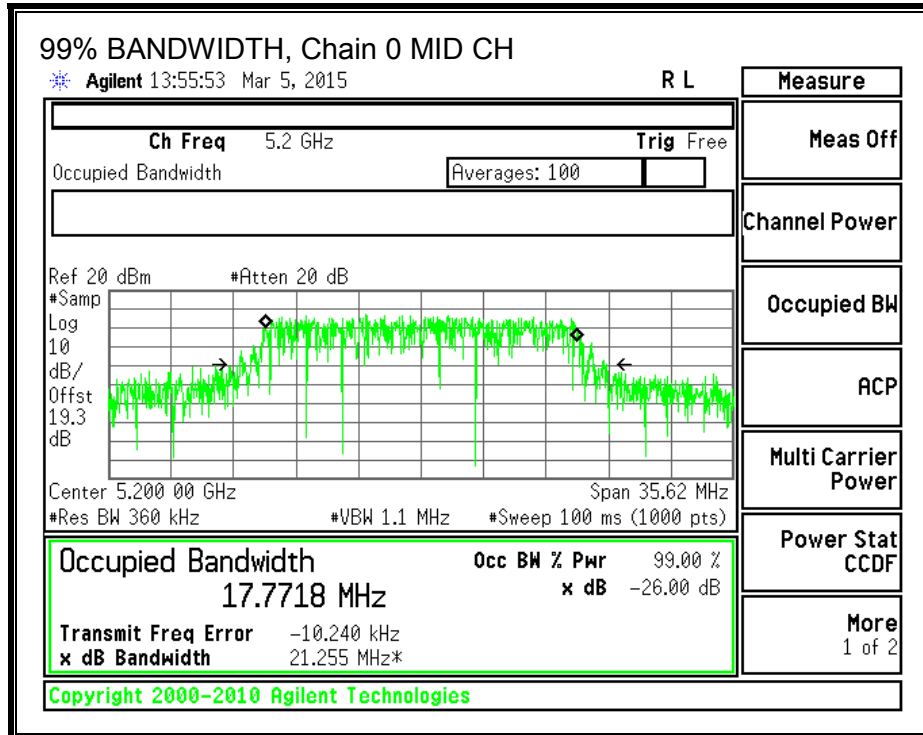 99% BANDWIDTH, Chain 0 MID CH
Agilent 13:55:53 Mar 5, 2015 R L
Measure
Ch Freq 5.2 GHz Trig Free
Meas Off
Occupied Bandwidth Averages: 100
Channel Power
Ref 20 dBm #Atten 20 dB
#Samp
Log
10
dB/
Offst
19.3
dB
Occupied BW
ACP
Center 5.200 00 GHz Span 35.62 MHz
#Res BW 360 kHz #VBW 1.1 MHz #Sweep 100 ms (1000 pts)
Multi Carrier
Power
Occupied Bandwidth Occ BW % Pwr 99.00 %
17.7718 MHz x dB -26.00 dB
Transmit Freq Error -10.240 kHz
x dB Bandwidth 21.255 MHz*
Power Stat
CCDF
More
1 of 2
Copyright 2000-2010 Agilent Technologies